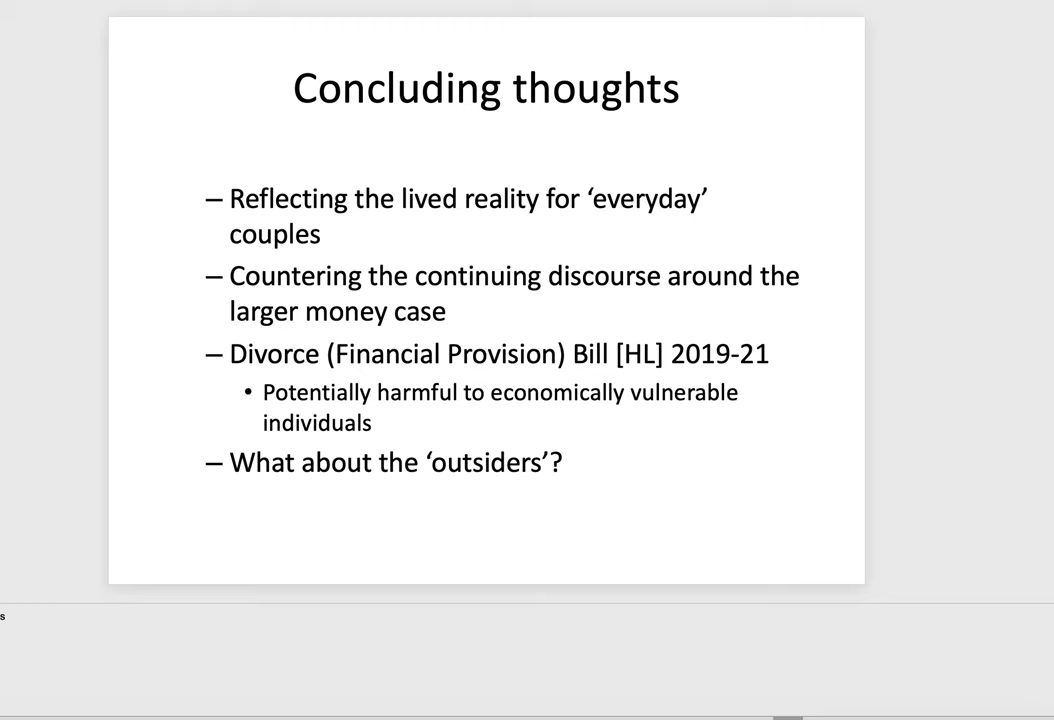 Concluding thoughts
– Reflecting the lived reality for ‘everyday’
couples
– Countering the continuing discourse around the
larger money case
– Divorce (Financial Provision) Bill [HL] 2019-21
• Potentially harmful to economically vulnerable
individuals
– What about the ‘outsiders’?
s